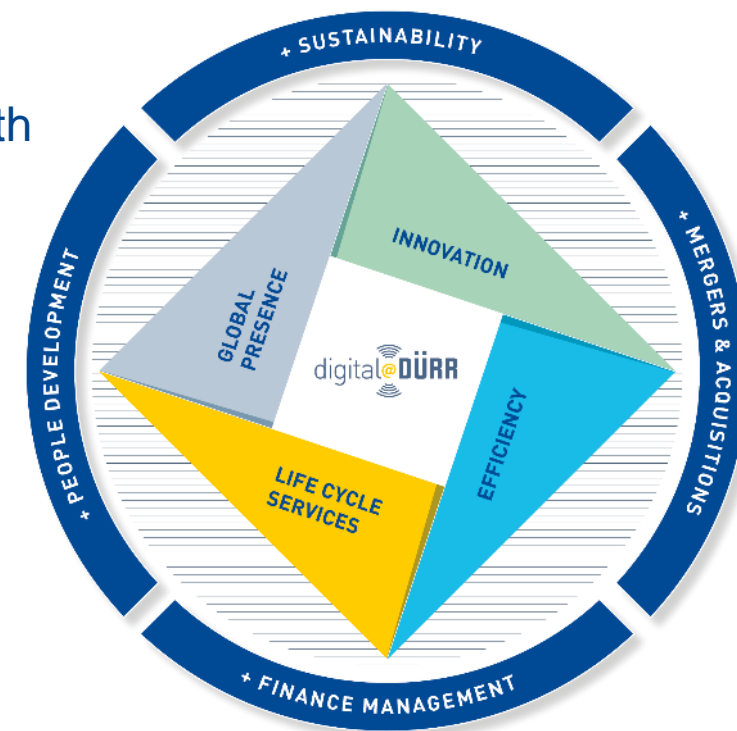 th
+ SUSTAINABILITY
+ MERGERS & ACQUISITIONS
+ PEOPLE DEVELOPMENT
+ FINANCE MANAGEMENT
INNOVATION
GLOBAL
PRESENCE
digital@DÜRR
EFFICIENCY
LIFE CYCLE
SERVICES